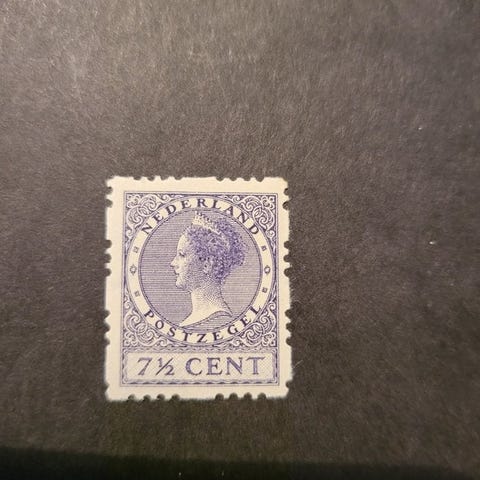 NEDERLAND
POSTZEGEL
7½ CENT